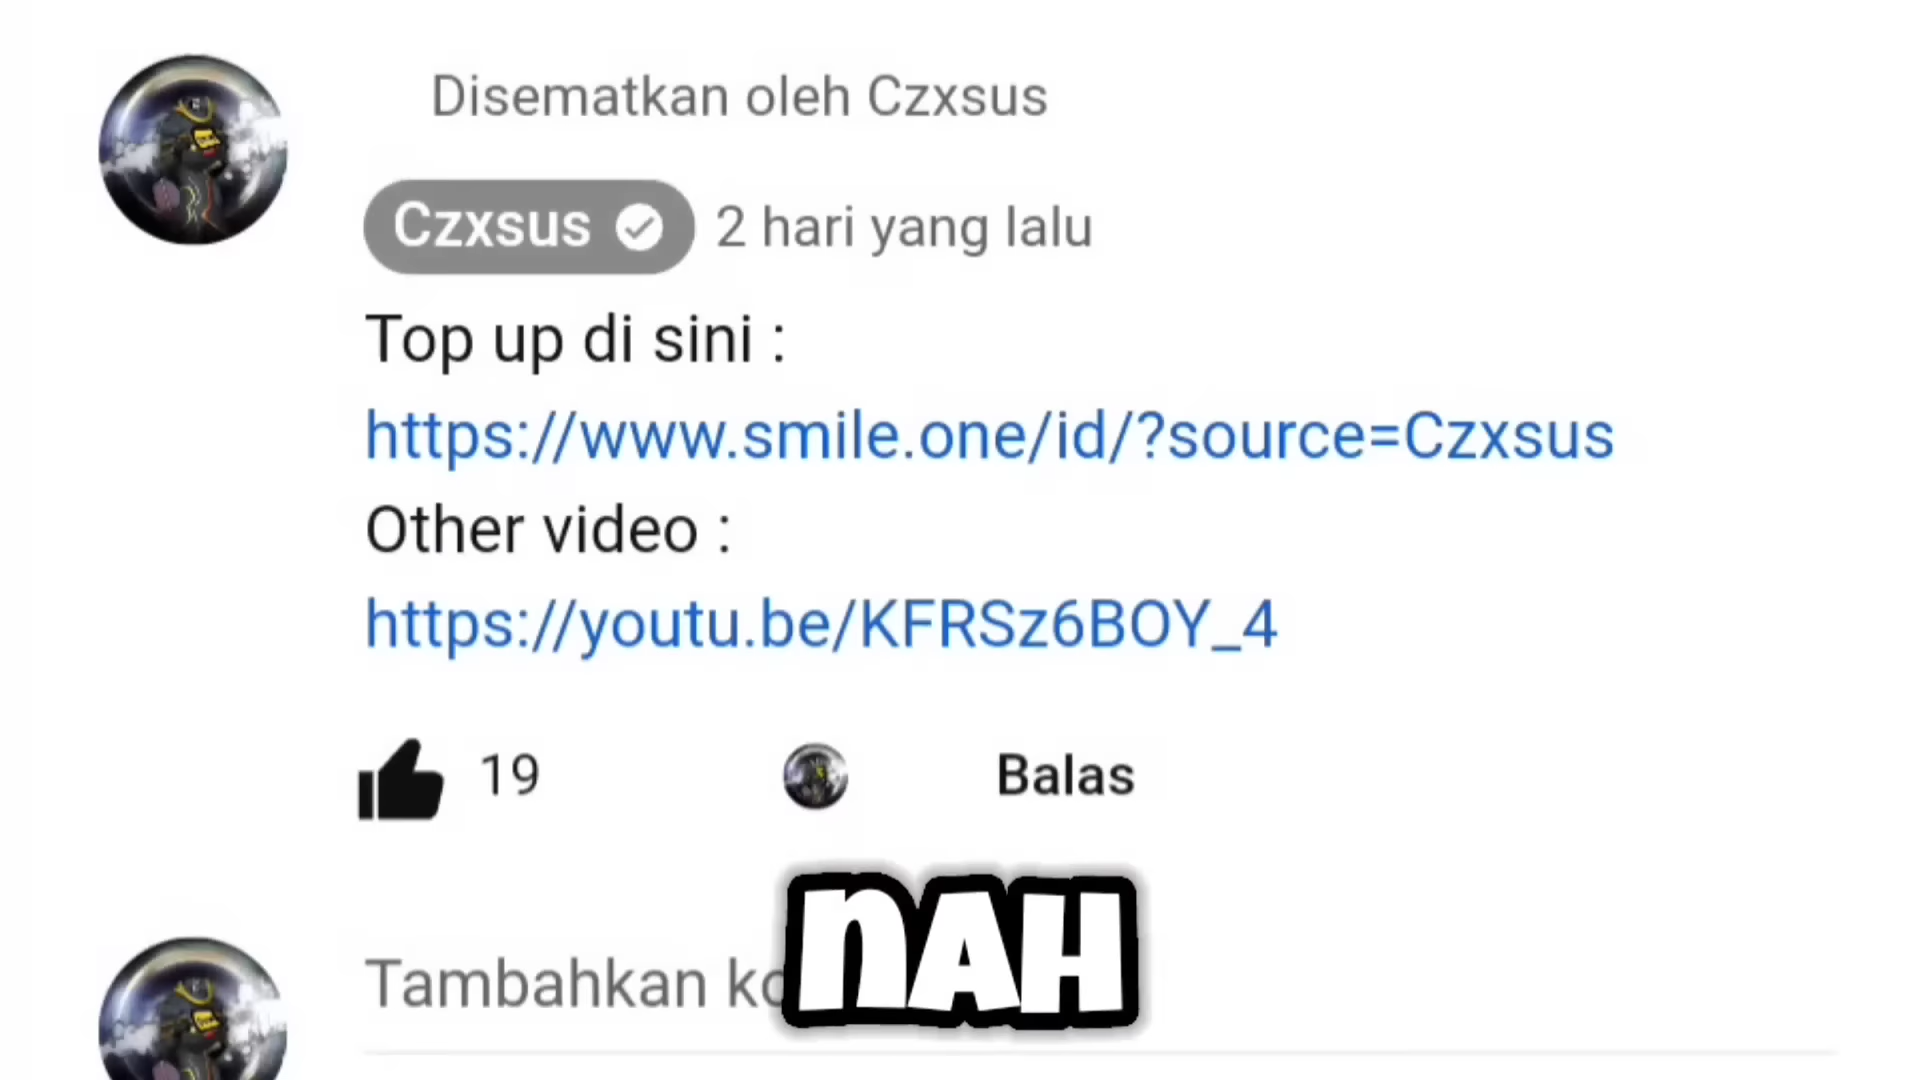 Disematkan oleh Czxsus
Czxsus 2 hari yang lalu
Top up di sini :
https://www.smile.one/id/?source=Czxsus
Other video :
https://youtu.be/KFRSz6BOY_4
19 Balas
Tambahkan
nAH